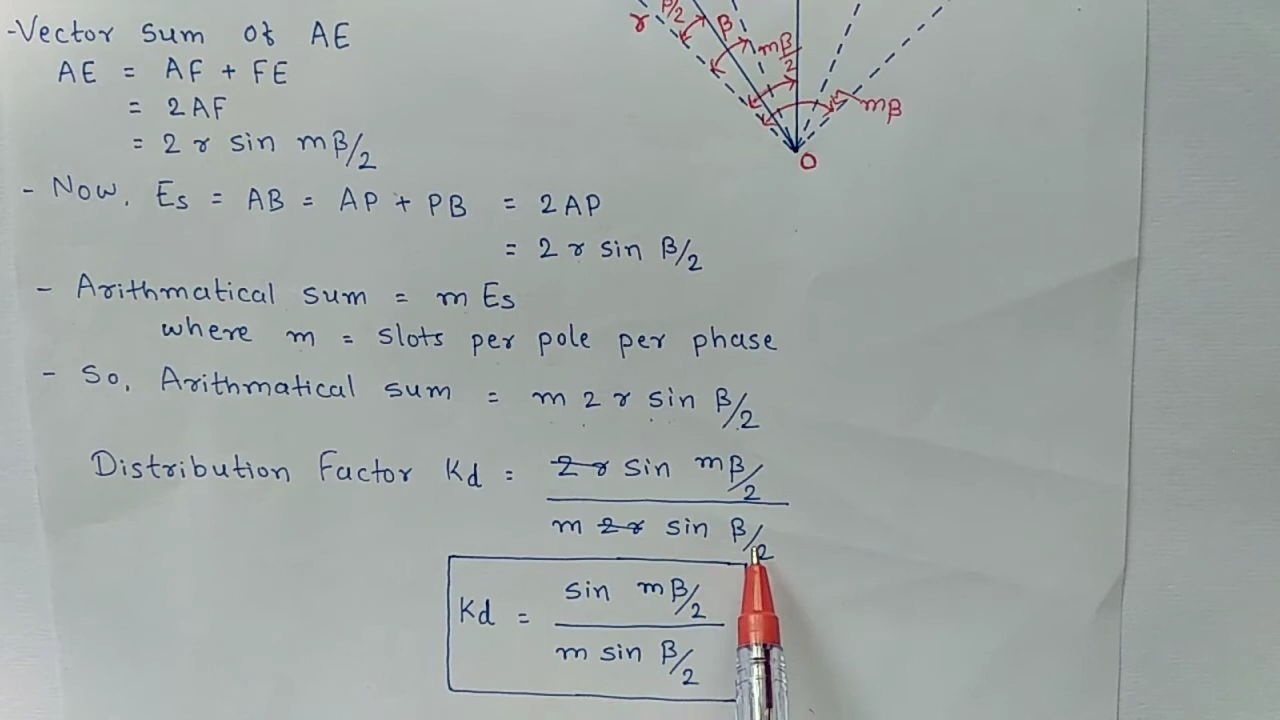 -Vector sum of AE
AE = AF + FE
= 2AF
= 2 r sin mβ/2
- Now, Es = AB = AP + PB = 2AP
= 2 r sin β/2
- Arithmatical sum = m Es
where m = slots per pole per phase
- So, Arithmatical sum = m 2 r sin β/2
Distribution Factor Kd = 2r sin mβ/2
m 2r sin β/2
Kd = sin mβ/2
m sin β/2
r β/2 β mβ/2
mβ
O